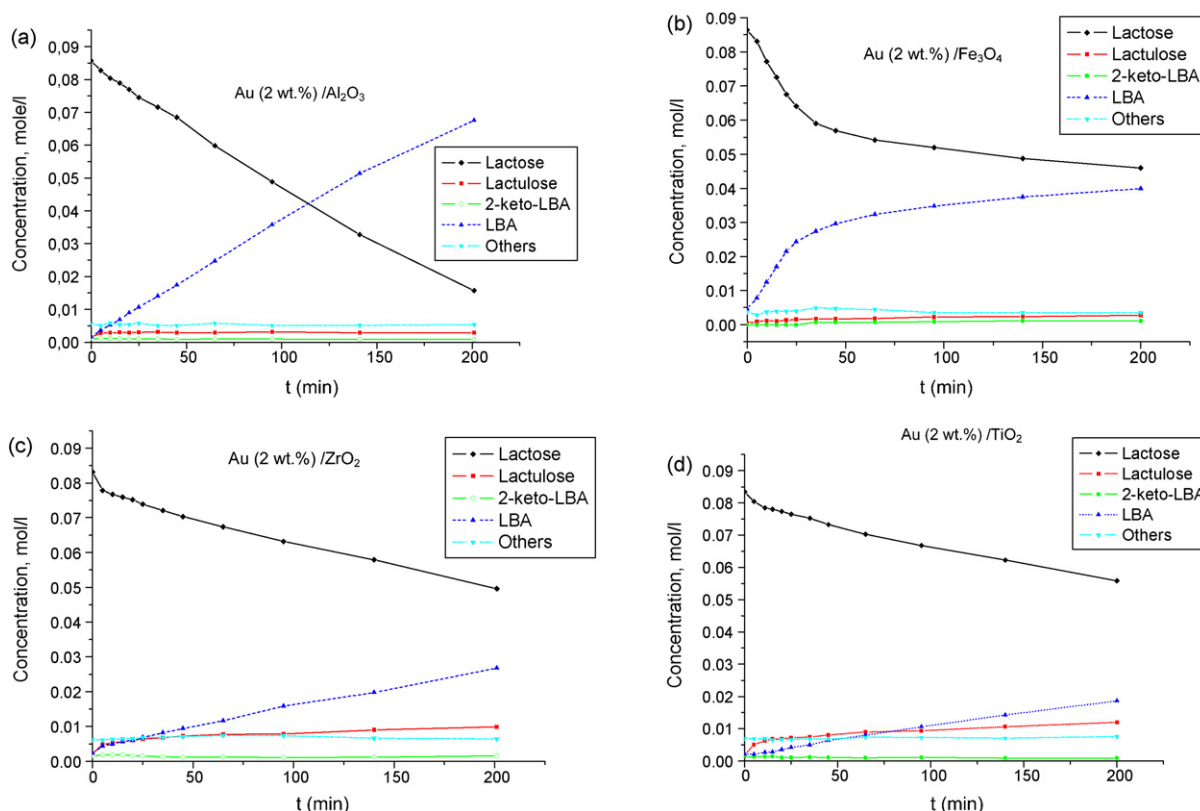 (a)
Au (2 wt.%) /Al₂O₃
Concentration, mole/l
0,09
0,08
0,07
0,06
0,05
0,04
0,03
0,02
0,01
0,00
0 50 100 150 200
t (min)
Lactose
Lactulose
2-keto-LBA
LBA
Others
(b)
Au (2 wt.%) /Fe₃O₄
Concentration, mol/l
0.09
0.08
0.07
0.06
0.05
0.04
0.03
0.02
0.01
0.00
0 50 100 150 200
t (min)
Lactose
Lactulose
2-keto-LBA
LBA
Others
(c)
Au (2 wt.%) /ZrO₂
Concentration, mol/l
0.09
0.08
0.07
0.06
0.05
0.04
0.03
0.02
0.01
0.00
0 50 100 150 200
t (min)
Lactose
Lactulose
2-keto-LBA
LBA
Others
Au (2 wt.%) /TiO₂
(d)
Concentration, mol/l
0.09
0.08
0.07
0.06
0.05
0.04
0.03
0.02
0.01
0.00
0 50 100 150 200
t (min)
Lactose
Lactulose
2-keto-LBA
LBA
Others